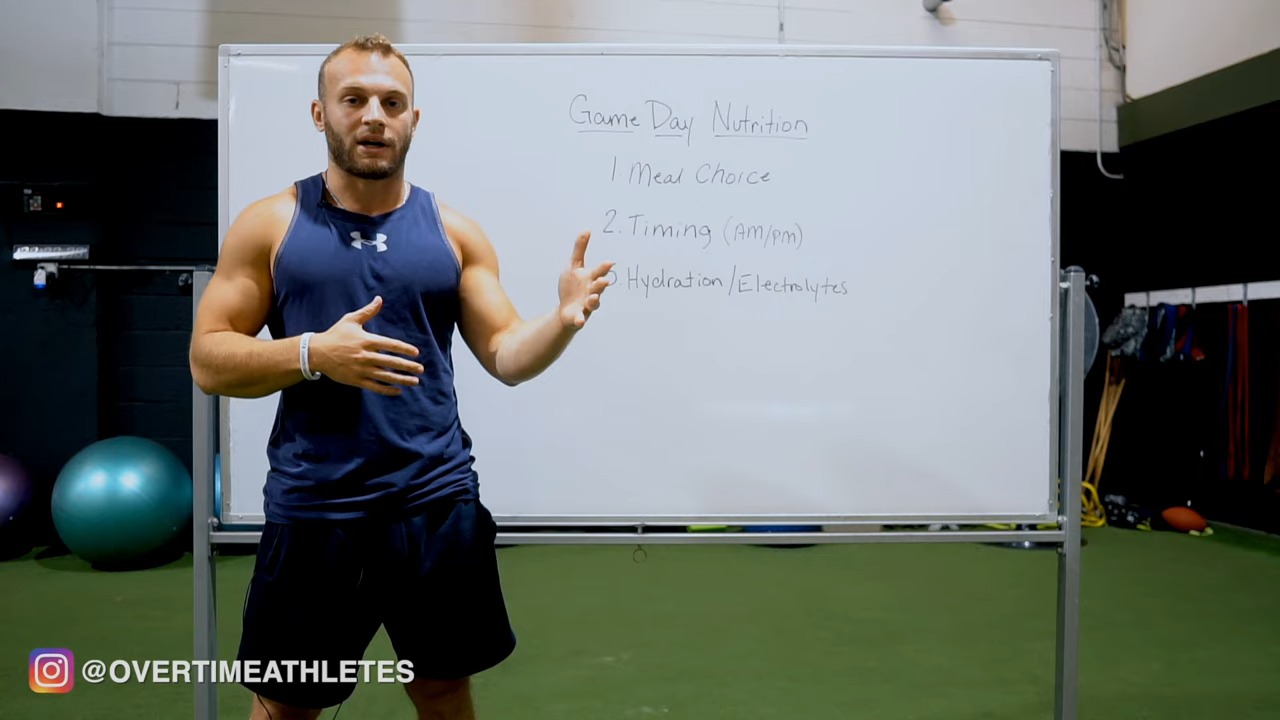 Game Day Nutrition
1 Meal Choice
2. Timing (AM/PM)
Hydration/Electrolytes
@OVERTIMEATHLETES